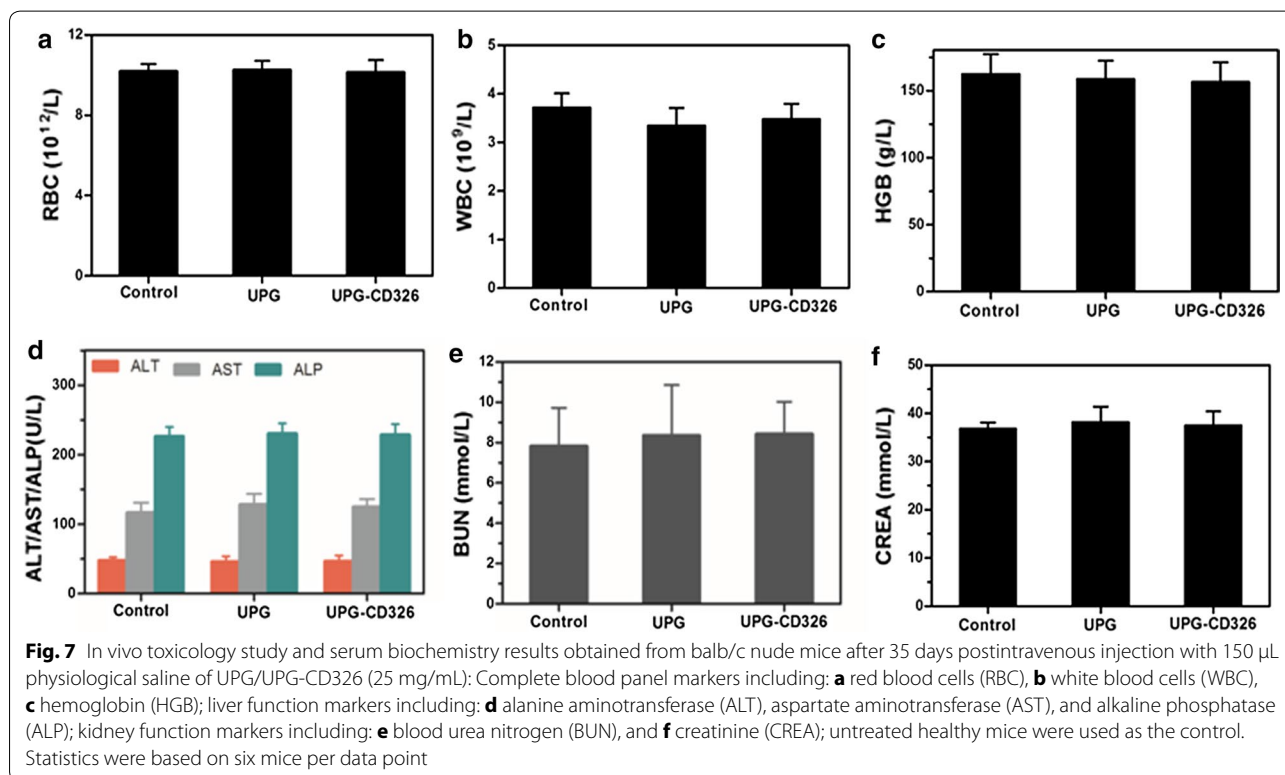 a
RBC (10¹²/L)
12
8
4
0
Control UPG UPG-CD326
b
WBC (10⁹/L)
5
4
3
2
1
0
Control UPG UPG-CD326
c
HGB (g/L)
150
100
50
0
Control UPG UPG-CD326
d
ALT/AST/ALP(U/L)
ALT AST ALP
300
200
100
0
Control UPG UPG-CD326
e
BUN (mmol/L)
12
10
8
6
4
2
0
Control UPG UPG-CD326
f
CREA (mmol/L)
50
40
30
20
10
0
Control UPG UPG-CD326
Fig. 7 In vivo toxicology study and serum biochemistry results obtained from balb/c nude mice after 35 days postintravenous injection with 150 μL
physiological saline of UPG/UPG-CD326 (25 mg/mL): Complete blood panel markers including: a red blood cells (RBC), b white blood cells (WBC),
c hemoglobin (HGB); liver function markers including: d alanine aminotransferase (ALT), aspartate aminotransferase (AST), and alkaline phosphatase
(ALP); kidney function markers including: e blood urea nitrogen (BUN), and f creatinine (CREA); untreated healthy mice were used as the control.
Statistics were based on six mice per data point